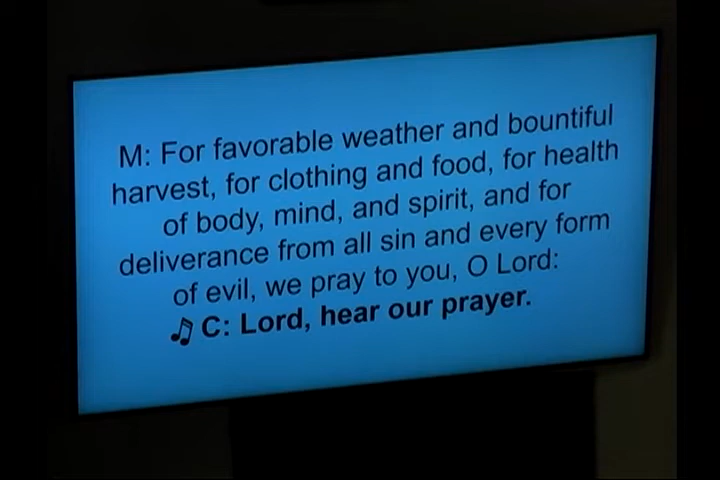 M: For favorable weather and bountiful
harvest, for clothing and food, for health
of body, mind, and spirit, and for
deliverance from all sin and every form
of evil, we pray to you, O Lord:
♫ C: Lord, hear our prayer.